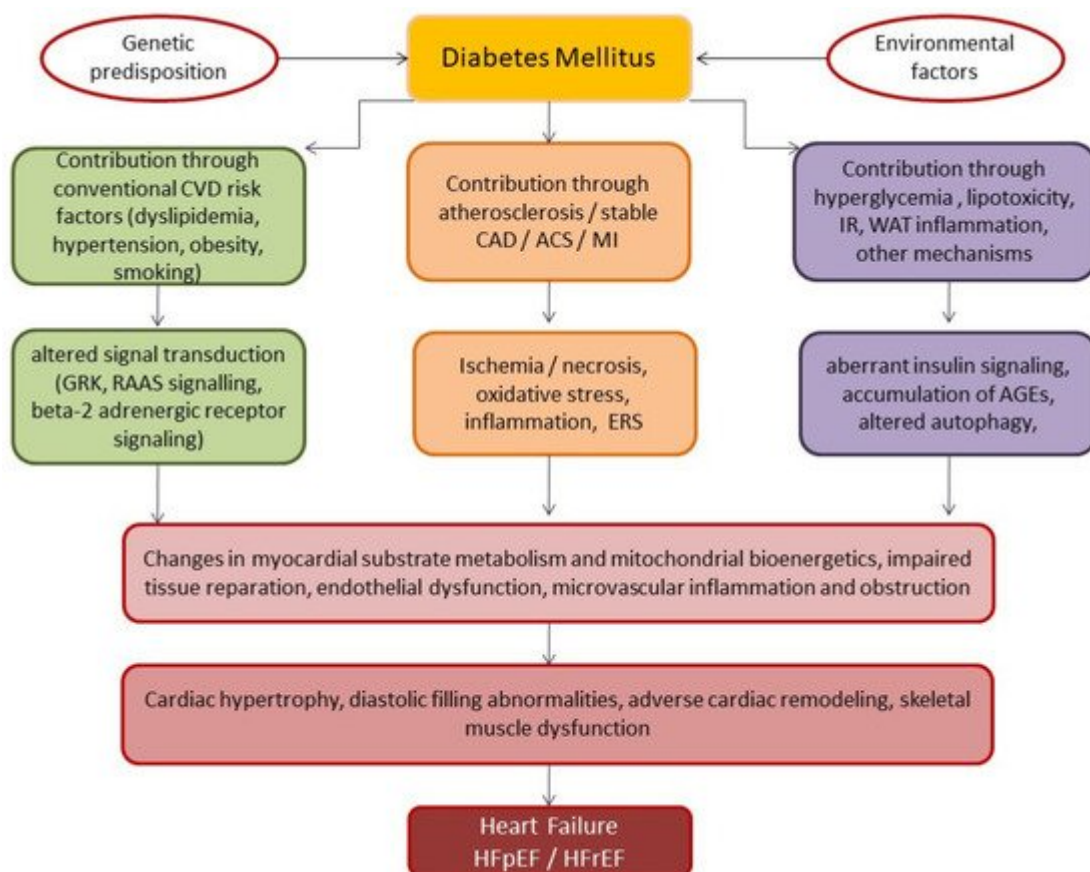 Genetic
predisposition
Diabetes Mellitus
Environmental
factors
Contribution through
conventional CVD risk
factors (dyslipidemia,
hypertension, obesity,
smoking)
Contribution through
atherosclerosis / stable
CAD / ACS / MI
Contribution through
hyperglycemia , lipotoxicity,
IR, WAT inflammation,
other mechanisms
altered signal transduction
(GRK, RAAS signalling,
beta-2 adrenergic receptor
signaling)
Ischemia / necrosis,
oxidative stress,
inflammation, ERS
aberrant insulin signaling,
accumulation of AGEs,
altered autophagy,
Changes in myocardial substrate metabolism and mitochondrial bioenergetics, impaired
tissue reparation, endothelial dysfunction, microvascular inflammation and obstruction
Cardiac hypertrophy, diastolic filling abnormalities, adverse cardiac remodeling, skeletal
muscle dysfunction
Heart Failure
HFpEF / HFrEF